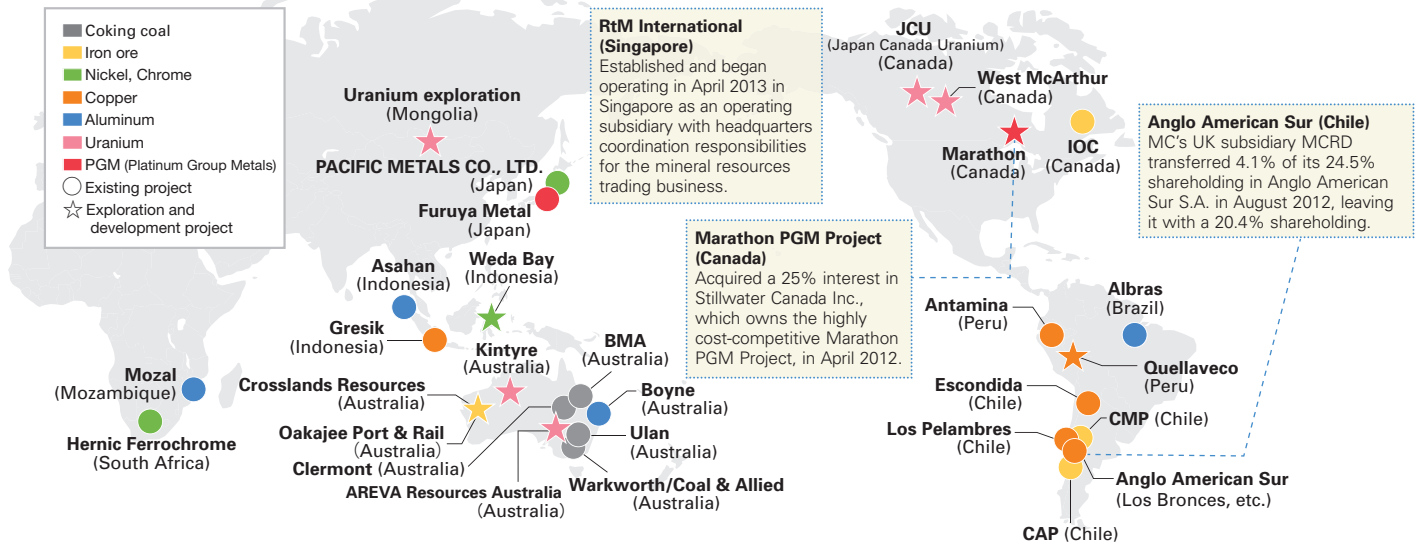 Coking coal
Iron ore
Nickel, Chrome
Copper
Aluminum
Uranium
PGM (Platinum Group Metals)
Existing project
Exploration and
development project
Uranium exploration
(Mongolia)
PACIFIC METALS CO., LTD.
(Japan)
Furuya Metal
(Japan)
RtM International
(Singapore)
Established and began
operating in April 2013 in
Singapore as an operating
subsidiary with headquarters
coordination responsibilities
for the mineral resources
trading business.
JCU
(Japan Canada Uranium)
(Canada)
West McArthur
(Canada)
Marathon
(Canada)
IOC
(Canada)
Anglo American Sur (Chile)
MC's UK subsidiary MCRD
transferred 4.1% of its 24.5%
shareholding in Anglo American
Sur S.A. in August 2012, leaving
it with a 20.4% shareholding.
Marathon PGM Project
(Canada)
Acquired a 25% interest in
Stillwater Canada Inc.,
which owns the highly
cost-competitive Marathon
PGM Project, in April 2012.
Asahan
(Indonesia)
Weda Bay
(Indonesia)
Gresik
(Indonesia)
Kintyre
(Australia)
BMA
(Australia)
Mozal
(Mozambique)
Hernic Ferrochrome
(South Africa)
Crosslands Resources
(Australia)
Boyne
(Australia)
Oakajee Port & Rail
(Australia)
Ulan
(Australia)
Clermont (Australia)
AREVA Resources Australia
(Australia)
Warkworth/Coal & Allied
(Australia)
Antamina
(Peru)
Albras
(Brazil)
Quellaveco
(Peru)
Escondida
(Chile)
CMP (Chile)
Los Pelambres
(Chile)
Anglo American Sur
(Los Bronces, etc.)
CAP (Chile)